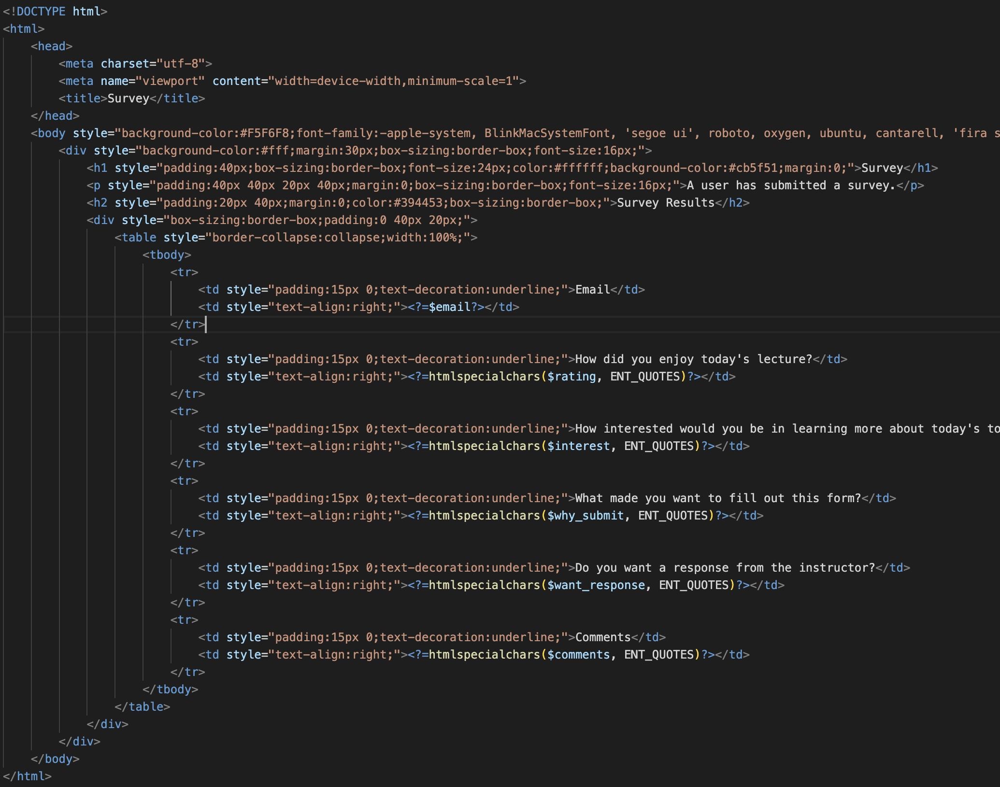 <!DOCTYPE html>
<html>
    <head>
        <meta charset="utf-8">
        <meta name="viewport" content="width=device-width,minimum-scale=1">
        <title>Survey</title>
    </head>
    <body style="background-color:#F5F6F8;font-family:-apple-system, BlinkMacSystemFont, 'segoe ui', roboto, oxygen, ubuntu, cantarell, 'fira s
        <div style="background-color:#fff;margin:30px;box-sizing:border-box;font-size:16px;">
            <h1 style="padding:40px;box-sizing:border-box;font-size:24px;color:#ffffff;background-color:#cb5f51;margin:0;">Survey</h1>
            <p style="padding:40px 40px 20px 40px;margin:0;box-sizing:border-box;font-size:16px;">A user has submitted a survey.</p>
            <h2 style="padding:20px 40px;margin:0;color:#394453;box-sizing:border-box;">Survey Results</h2>
            <div style="box-sizing:border-box;padding:0 40px 20px;">
                <table style="border-collapse:collapse;width:100%;">
                    <tbody>
                        <tr>
                            <td style="padding:15px 0;text-decoration:underline;">Email</td>
                            <td style="text-align:right;"><?=$email?></td>
                        </tr>
                        <tr>
                            <td style="padding:15px 0;text-decoration:underline;">How did you enjoy today's lecture?</td>
                            <td style="text-align:right;"><?=htmlspecialchars($rating, ENT_QUOTES)?></td>
                        </tr>
                        <tr>
                            <td style="padding:15px 0;text-decoration:underline;">How interested would you be in learning more about today's to
                            <td style="text-align:right;"><?=htmlspecialchars($interest, ENT_QUOTES)?></td>
                        </tr>
                        <tr>
                            <td style="padding:15px 0;text-decoration:underline;">What made you want to fill out this form?</td>
                            <td style="text-align:right;"><?=htmlspecialchars($why_submit, ENT_QUOTES)?></td>
                        </tr>
                        <tr>
                            <td style="padding:15px 0;text-decoration:underline;">Do you want a response from the instructor?</td>
                            <td style="text-align:right;"><?=htmlspecialchars($want_response, ENT_QUOTES)?></td>
                        </tr>
                        <tr>
                            <td style="padding:15px 0;text-decoration:underline;">Comments</td>
                            <td style="text-align:right;"><?=htmlspecialchars($comments, ENT_QUOTES)?></td>
                        </tr>
                    </tbody>
                </table>
            </div>
        </div>
    </body>
</html>